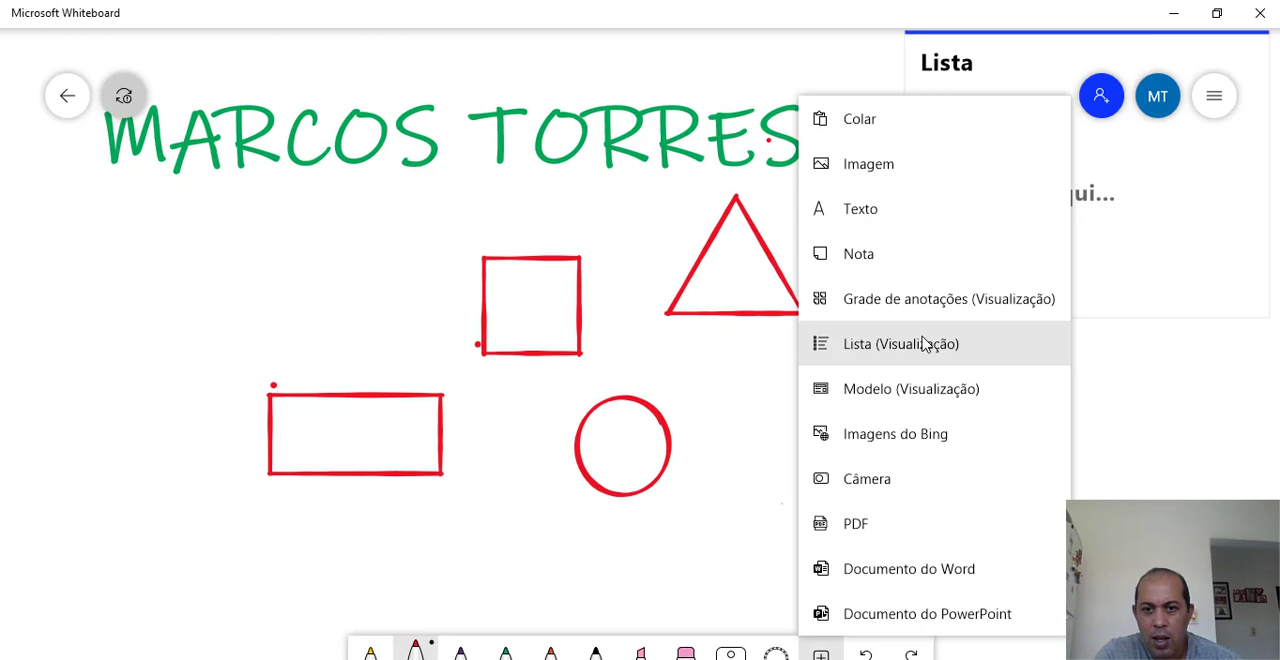 Microsoft Whiteboard
Lista
MT
MARCOS TORRES
Colar
Imagem
Texto
Nota
Grade de anotações (Visualização)
Lista (Visualização)
Modelo (Visualização)
Imagens do Bing
Câmera
PDF
Documento do Word
Documento do PowerPoint